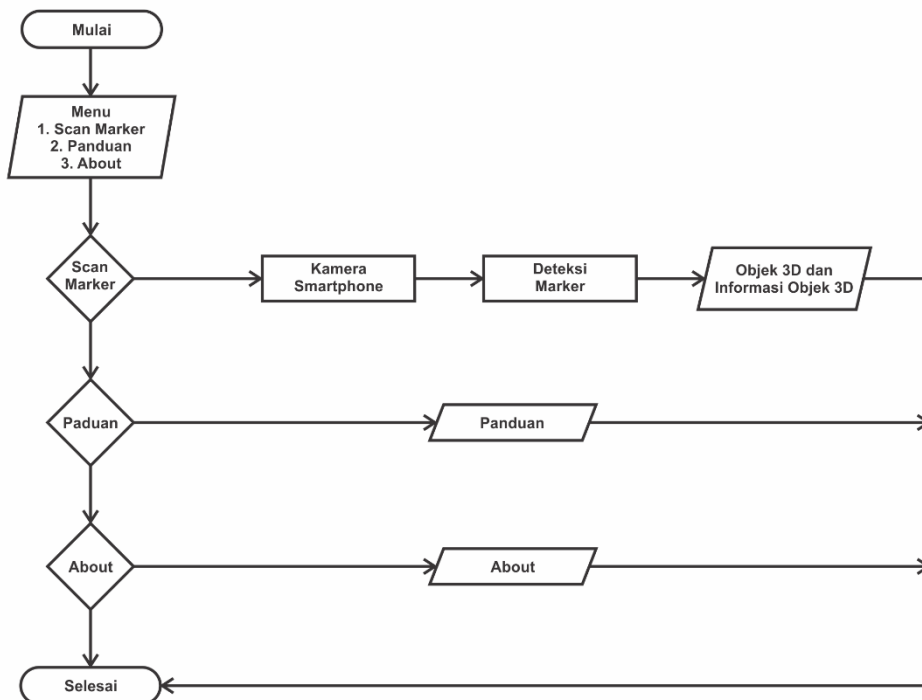 Mulai
Menu
1. Scan Marker
2. Panduan
3. About
Scan
Marker
Kamera
Smartphone
Deteksi
Marker
Objek 3D dan
Informasi Objek 3D
Paduan
Panduan
About
About
Selesai